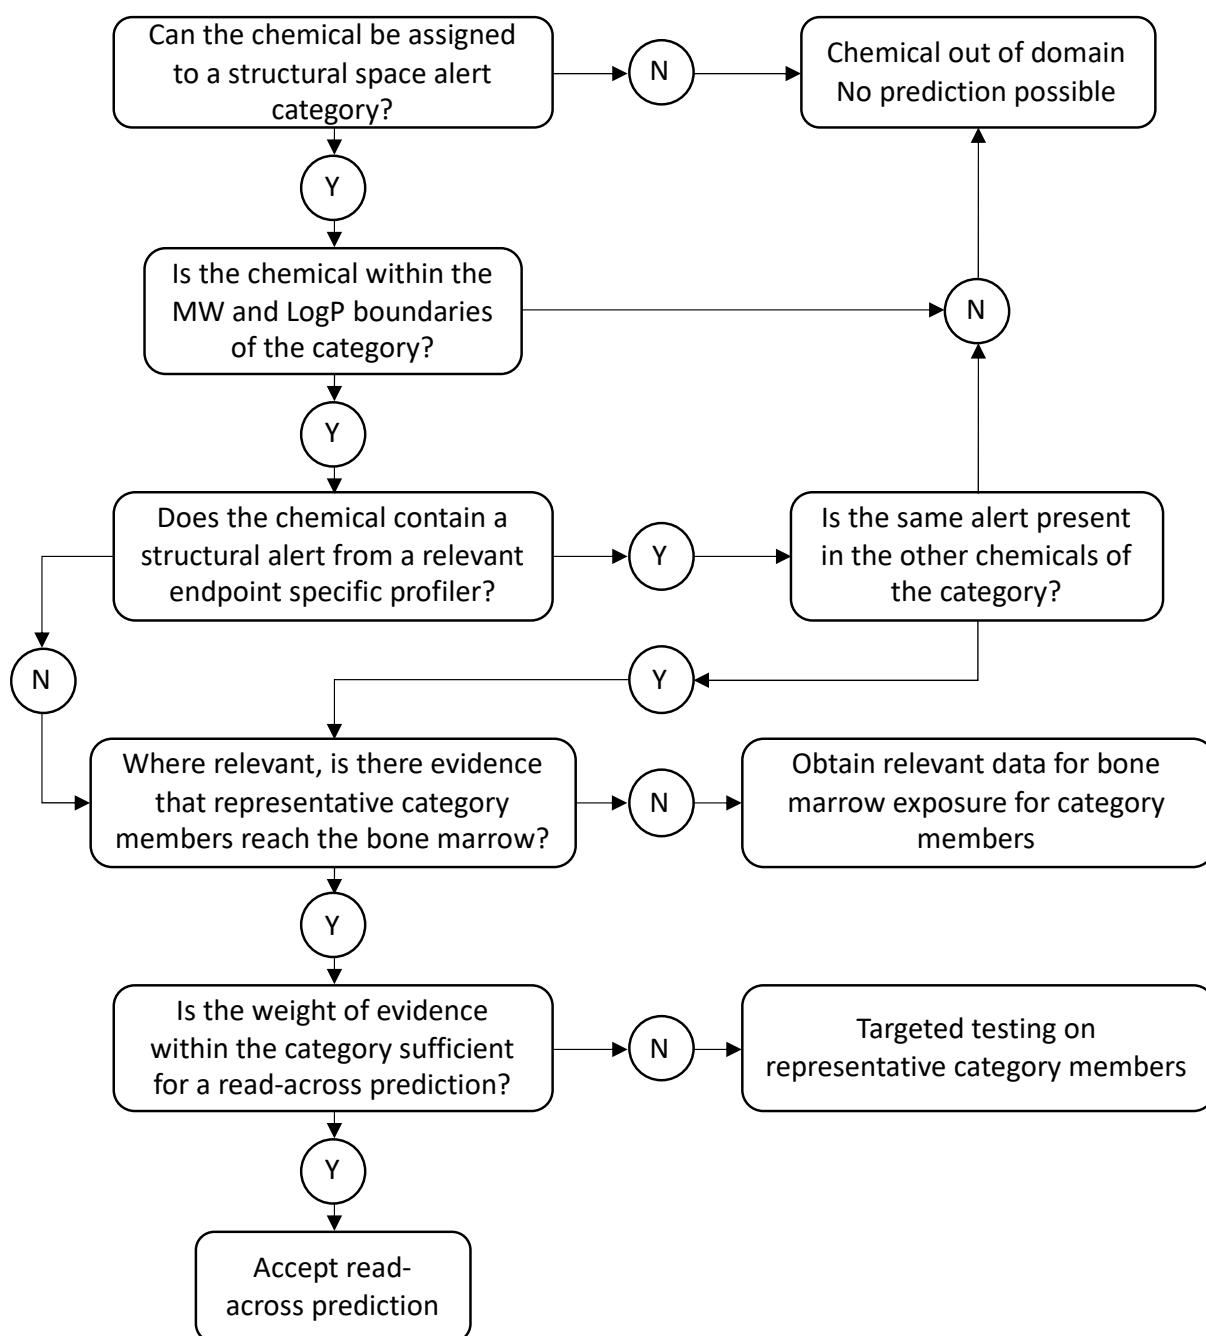 Can the chemical be assigned
to a structural space alert
category?
N
Chemical out of domain
No prediction possible
Y
Is the chemical within the
MW and LogP boundaries
of the category?
N
Y
Does the chemical contain a
structural alert from a relevant
endpoint specific profiler?
Y
Is the same alert present
in the other chemicals of
the category?
N
Y
Where relevant, is there evidence
that representative category
members reach the bone marrow?
N
Obtain relevant data for bone
marrow exposure for category
members
Y
Is the weight of evidence
within the category sufficient
for a read-across prediction?
N
Targeted testing on
representative category members
Y
Accept read-
across prediction